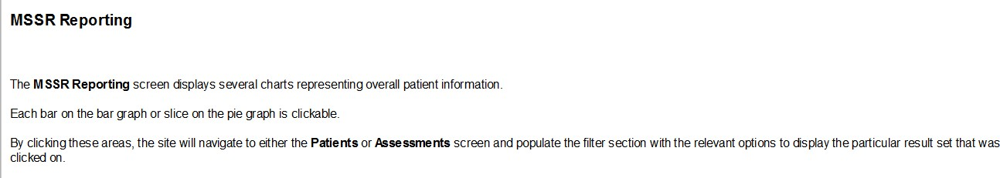 MSSR Reporting
The MSSR Reporting screen displays several charts representing overall patient information.
Each bar on the bar graph or slice on the pie graph is clickable.
By clicking these areas, the site will navigate to either the Patients or Assessments screen and populate the filter section with the relevant options to display the particular result set that was
clicked on.